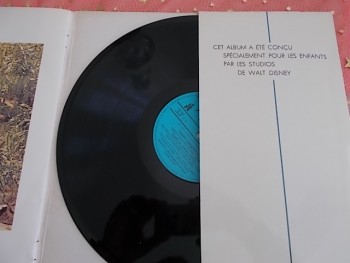 CET ALBUM A ÉTÉ CONÇU
SPÉCIALEMENT POUR LES ENFANTS
PAR LES STUDIOS
DE WALT DISNEY